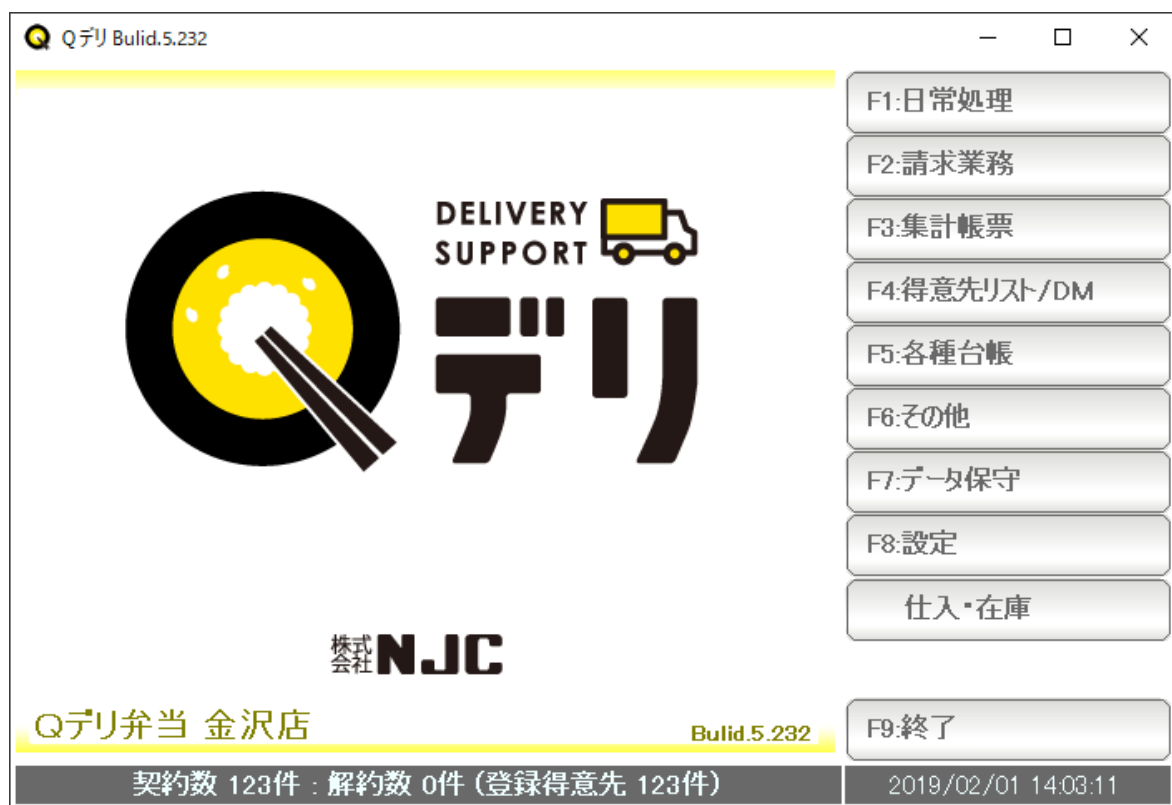 Qデリ Bulid.5.232
DELIVERY
SUPPORT
デリ
株式会社NJC
Qデリ弁当 金沢店
Bulid.5.232
契約数 123件 : 解約数 0件 (登録得意先 123件)
F1:日常処理
F2:請求業務
F3:集計帳票
F4:得意先リスト/DM
F5:各種台帳
F6:その他
F7:データ保守
F8:設定
仕入・在庫
F9:終了
2019/02/01 14:03:11